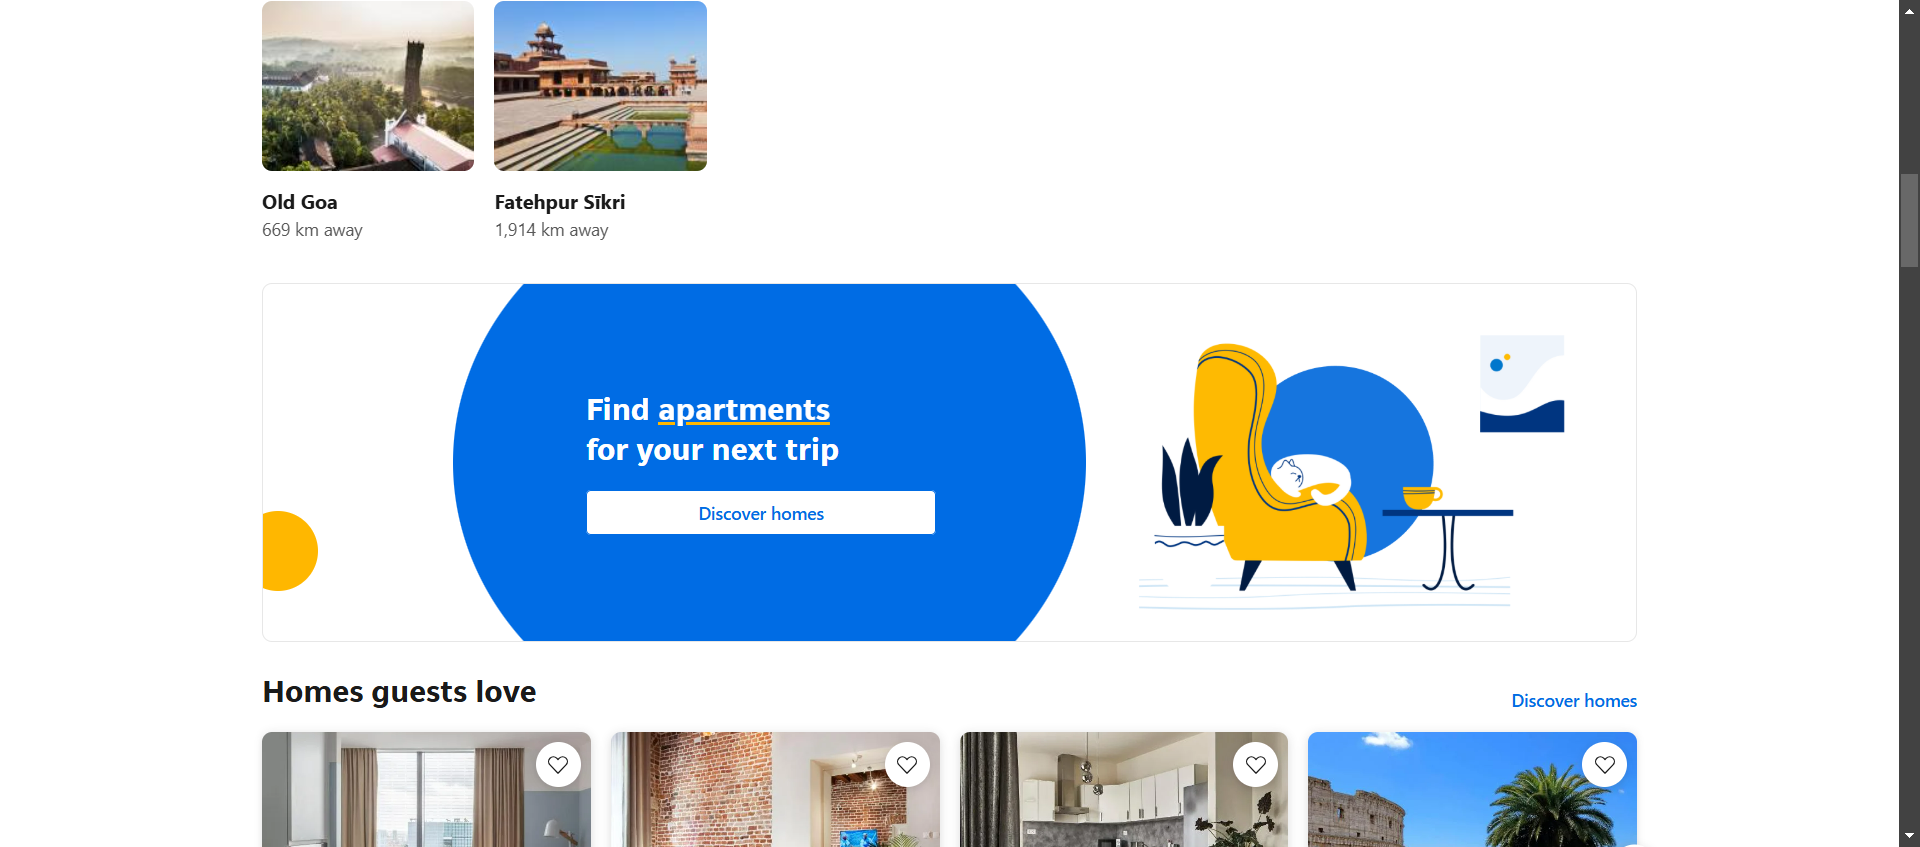 Old Goa
669 km away
Fatehpur Sīkri
1,914 km away
Find apartments
for your next trip
Discover homes
Homes guests love
Discover homes